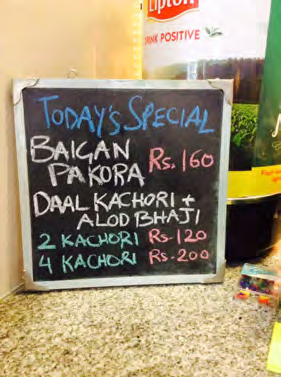 Lipton
DRINK POSITIVE
TODAY'S SPECIAL
BAIGAN
PAKORA Rs. 160
DAAL KACHORI +
ALOO BHAJI
2 KACHORI Rs-120
4 KACHORI Rs-200